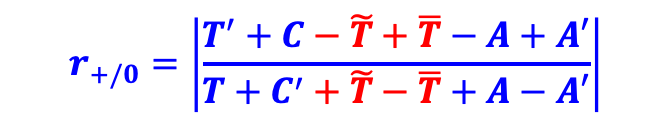 r₊/₀ = |(T′ + C − T̃ + T̅ − A + A′) / (T + C′ + T̃ − T̅ + A − A′)|